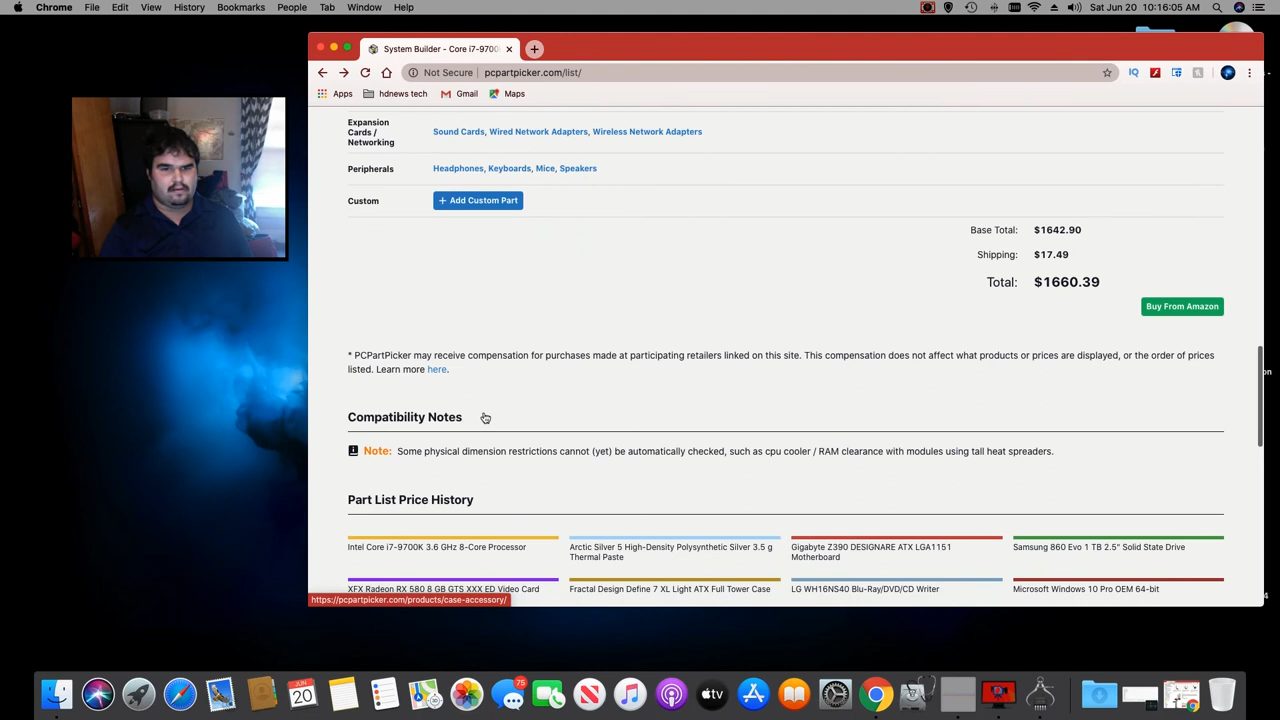 Chrome File Edit View History Bookmarks People Tab Window Help
Sat Jun 20 10:16:05 AM
System Builder - Core i7-9700
Not Secure pcpartpicker.com/list/
Apps hdnews tech Gmail Maps
Expansion
Cards /
Networking
Sound Cards, Wired Network Adapters, Wireless Network Adapters
Peripherals
Headphones, Keyboards, Mice, Speakers
Custom
+ Add Custom Part
Base Total: $1642.90
Shipping: $17.49
Total: $1660.39
Buy From Amazon
* PCPartPicker may receive compensation for purchases made at participating retailers linked on this site. This compensation does not affect what products or prices are displayed, or the order of prices
listed. Learn more here.
Compatibility Notes
Note: Some physical dimension restrictions cannot (yet) be automatically checked, such as cpu cooler / RAM clearance with modules using tall heat spreaders.
Part List Price History
Intel Core i7-9700K 3.6 GHz 8-Core Processor
Arctic Silver 5 High-Density Polysynthetic Silver 3.5 g
Thermal Paste
Gigabyte Z390 DESIGNARE ATX LGA1151
Motherboard
Samsung 860 Evo 1 TB 2.5" Solid State Drive
XFX Radeon RX 580 8 GB GTS XXX ED Video Card
Fractal Design Define 7 XL Light ATX Full Tower Case
LG WH16NS40 Blu-Ray/DVD/CD Writer
Microsoft Windows 10 Pro OEM 64-bit
https://pcpartpicker.com/products/case-accessory/
JUN
20
75
tv